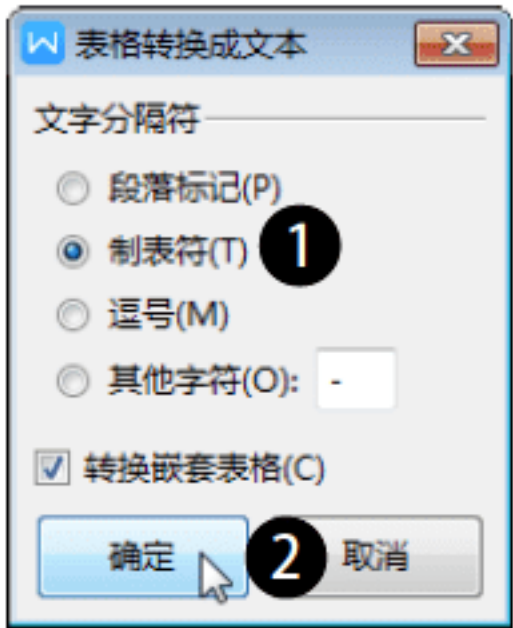 表格转换成文本
文字分隔符
段落标记(P)
制表符(T) 1
逗号(M)
其他字符(O): -
转换嵌套表格(C)
确定 2 取消